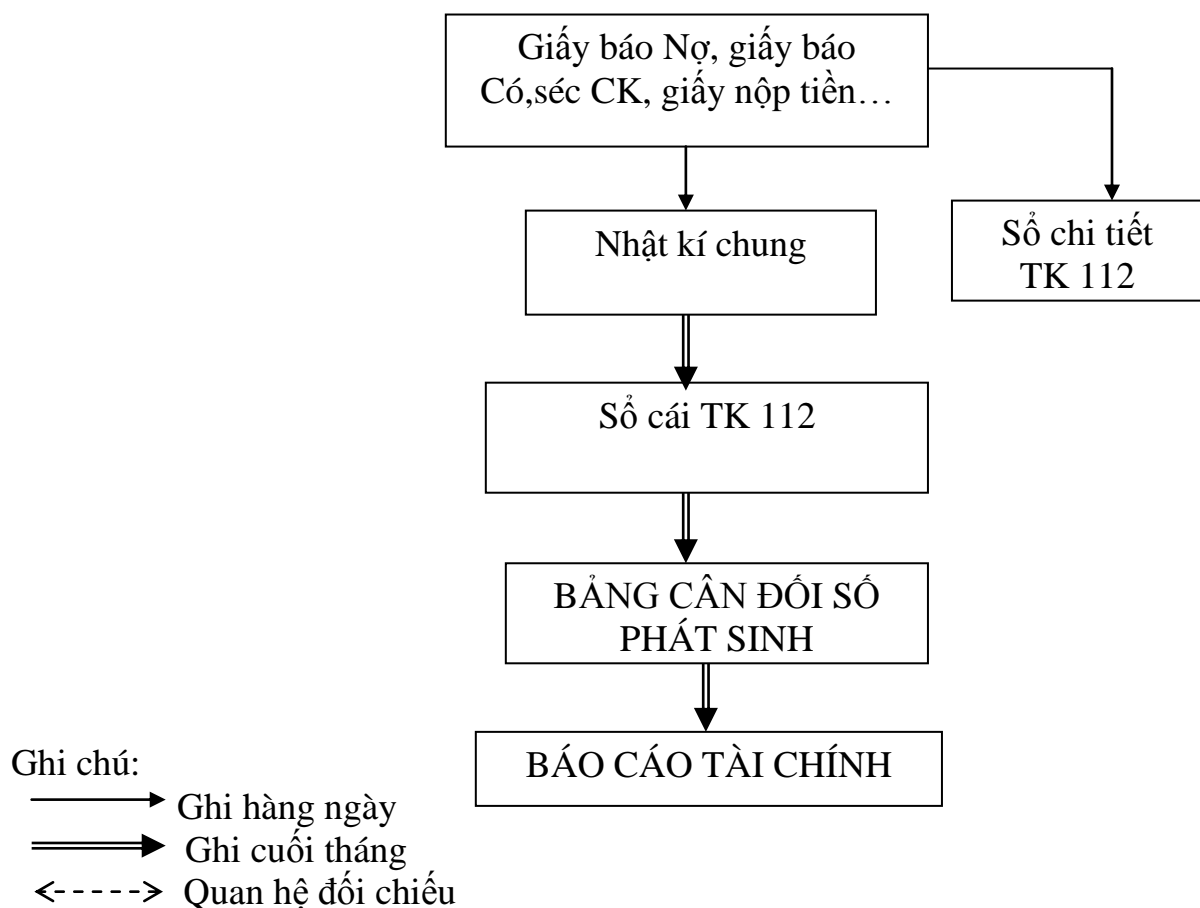 Giấy báo Nợ, giấy báo
Có,séc CK, giấy nộp tiền…
Nhật kí chung
Sổ chi tiết
TK 112
Sổ cái TK 112
BẢNG CÂN ĐỐI SỐ
PHÁT SINH
BÁO CÁO TÀI CHÍNH
Ghi chú:
Ghi hàng ngày
Ghi cuối tháng
Quan hệ đối chiếu